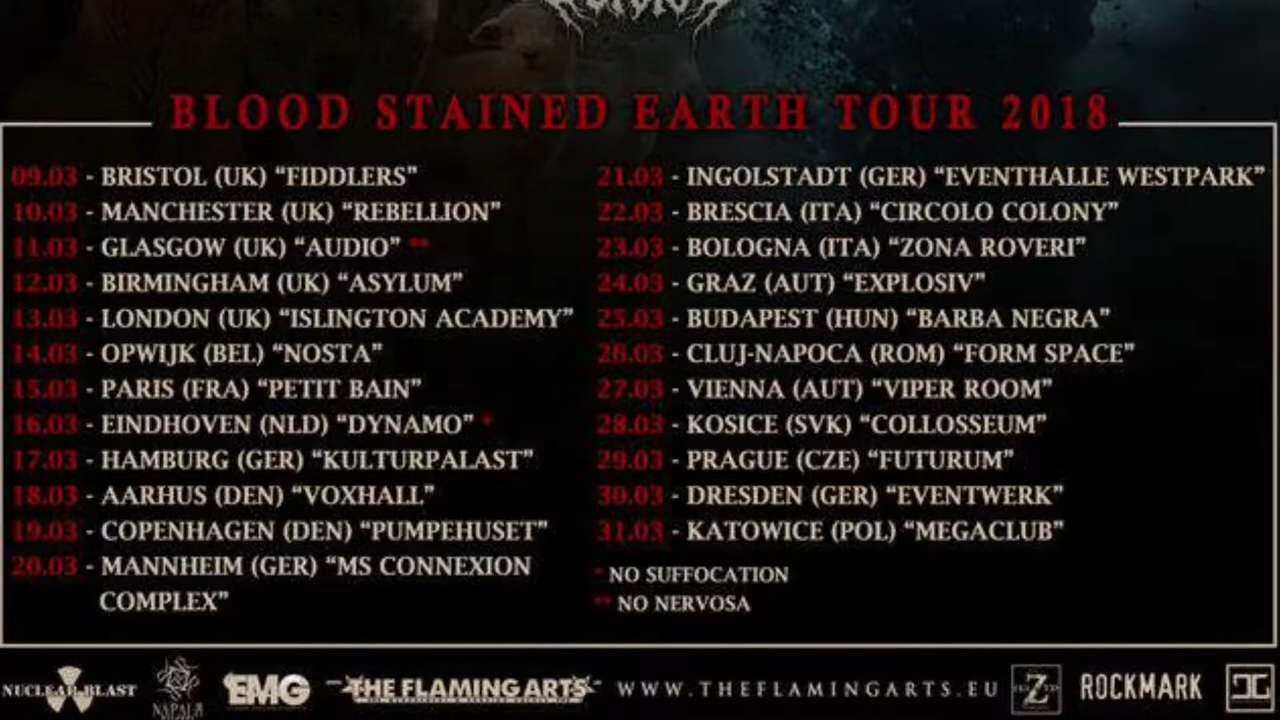 BLOOD STAINED EARTH TOUR 2018
09.03 - BRISTOL (UK) “FIDDLERS”
10.03 - MANCHESTER (UK) “REBELLION”
11.03 - GLASGOW (UK) “AUDIO” **
12.03 - BIRMINGHAM (UK) “ASYLUM”
13.03 - LONDON (UK) “ISLINGTON ACADEMY”
14.03 - OPWIJK (BEL) “NOSTA”
15.03 - PARIS (FRA) “PETIT BAIN”
16.03 - EINDHOVEN (NLD) “DYNAMO” *
17.03 - HAMBURG (GER) “KULTURPALAST”
18.03 - AARHUS (DEN) “VOXHALL”
19.03 - COPENHAGEN (DEN) “PUMPEHUSET”
20.03 - MANNHEIM (GER) “MS CONNEXION
COMPLEX”
21.03 - INGOLSTADT (GER) “EVENTHALLE WESTPARK”
22.03 - BRESCIA (ITA) “CIRCOLO COLONY”
23.03 - BOLOGNA (ITA) “ZONA ROVERI”
24.03 - GRAZ (AUT) “EXPLOSIV”
25.03 - BUDAPEST (HUN) “BARBA NEGRA”
26.03 - CLUJ-NAPOCA (ROM) “FORM SPACE”
27.03 - VIENNA (AUT) “VIPER ROOM”
28.03 - KOSICE (SVK) “COLLOSSEUM”
29.03 - PRAGUE (CZE) “FUTURUM”
30.03 - DRESDEN (GER) “EVENTWERK”
31.03 - KATOWICE (POL) “MEGACLUB”
* NO SUFFOCATION
** NO NERVOSA
NUCLEAR BLAST
NAPALM
EMG
THE FLAMING ARTS
WWW.THEFLAMINGARTS.EU
ROCKMARK